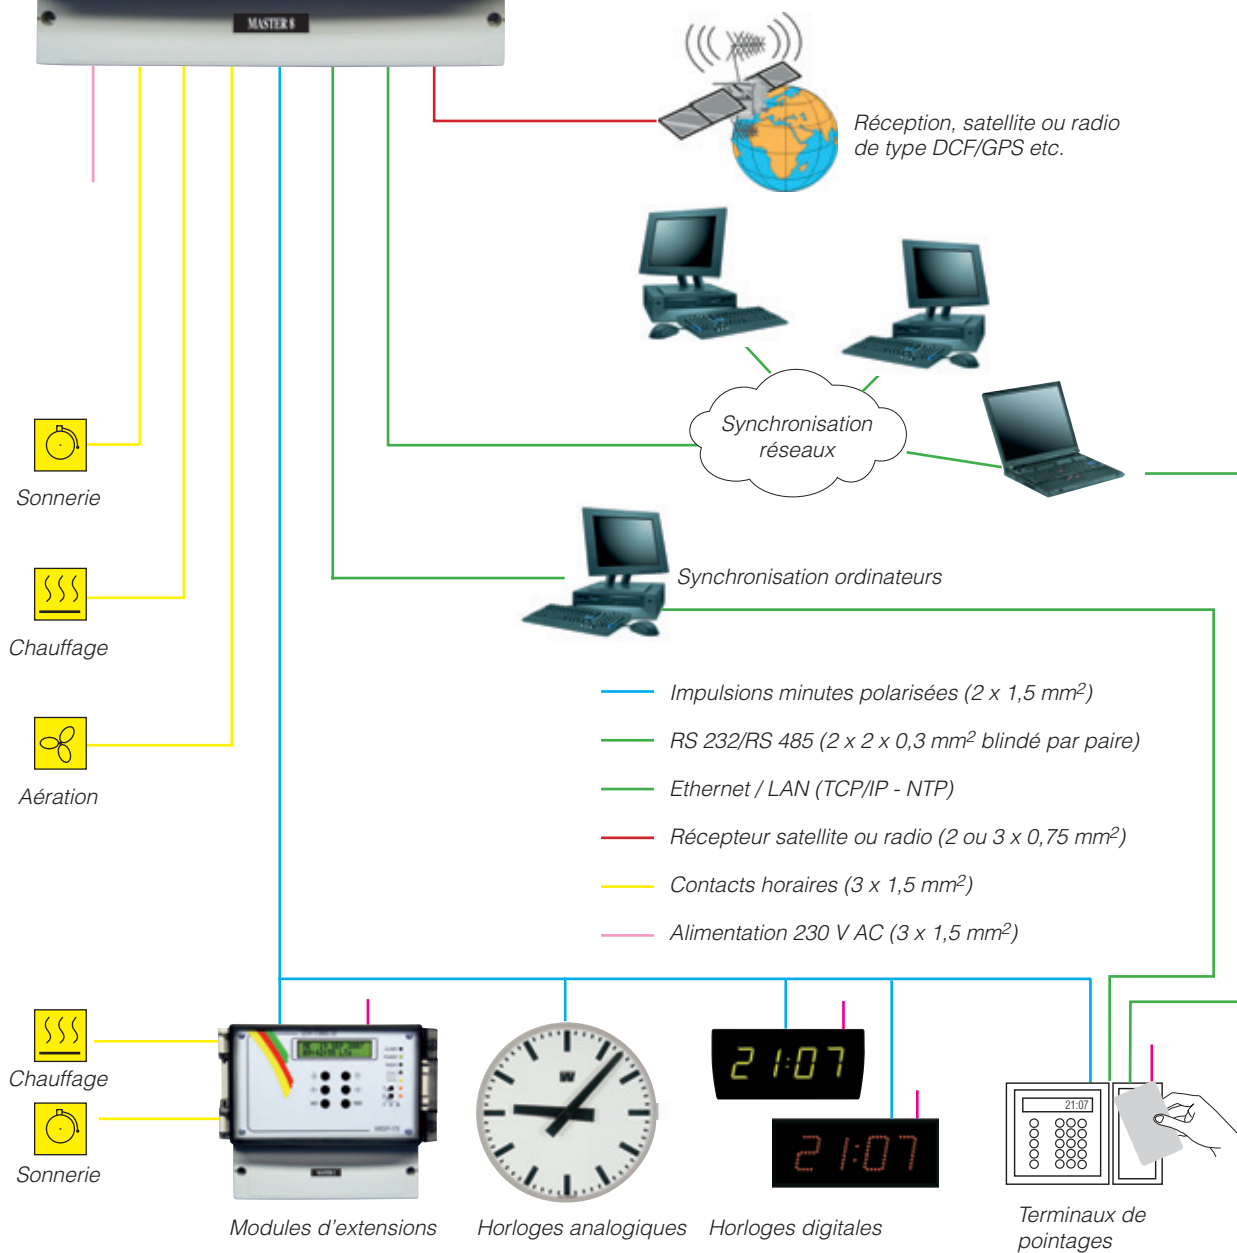 MASTER 8
Réception, satellite ou radio
de type DCF/GPS etc.
Synchronisation
réseaux
Sonnerie
Synchronisation ordinateurs
Chauffage
Impulsions minutes polarisées (2 x 1,5 mm²)
RS 232/RS 485 (2 x 2 x 0,3 mm² blindé par paire)
Aération
Ethernet / LAN (TCP/IP - NTP)
Récepteur satellite ou radio (2 ou 3 x 0,75 mm²)
Contacts horaires (3 x 1,5 mm²)
Alimentation 230 V AC (3 x 1,5 mm²)
Chauffage
Sonnerie
21:07
21:07
21:07
Modules d'extensions
Horloges analogiques
Horloges digitales
Terminaux de
pointages